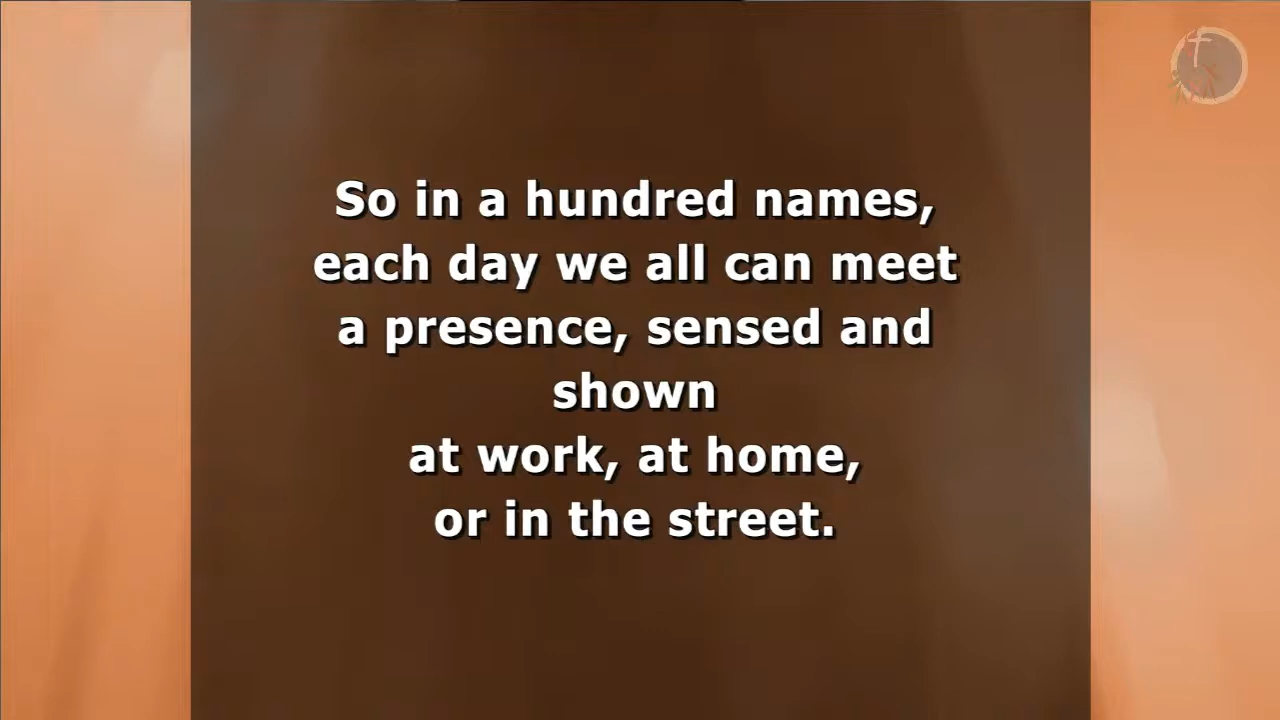 So in a hundred names,
each day we all can meet
a presence, sensed and
shown
at work, at home,
or in the street.